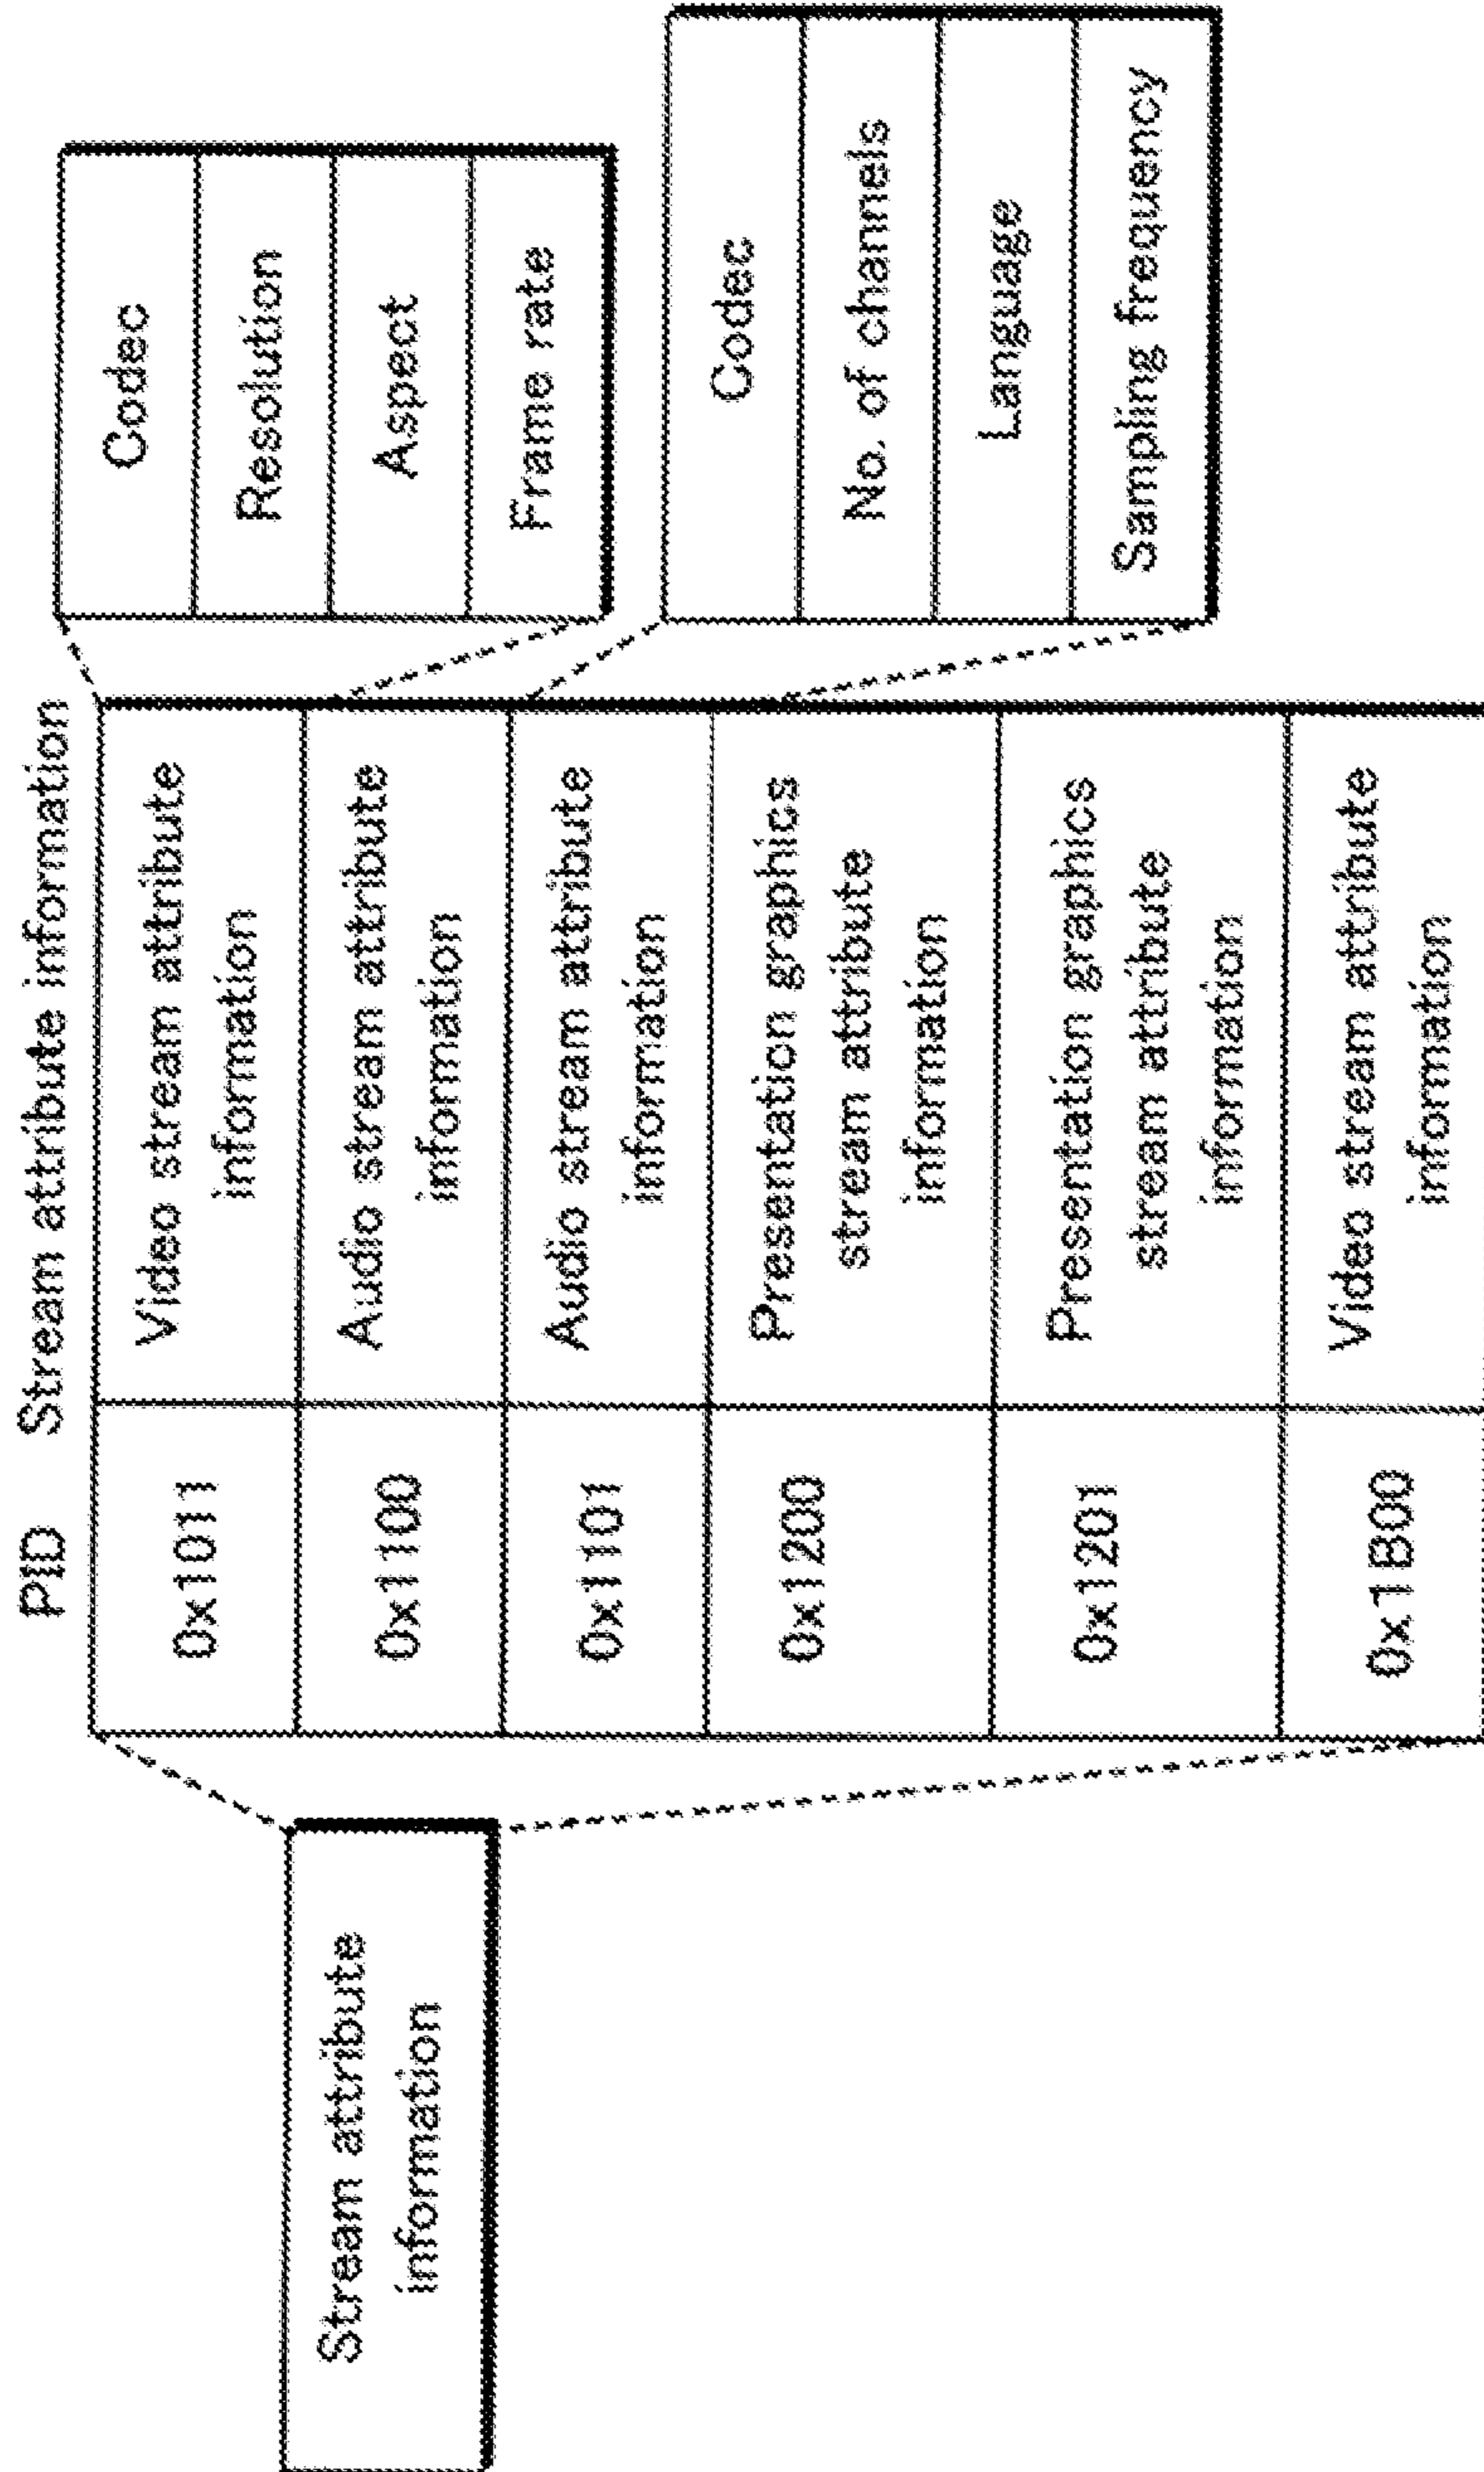 Stream attribute
information
PID Stream attribute information
0x1011 Video stream attribute
information
0x1100 Audio stream attribute
information
0x1101 Audio stream attribute
information
0x1200 Presentation graphics
stream attribute
information
0x1201 Presentation graphics
stream attribute
information
0x1B00 Video stream attribute
information
Codec
Resolution
Aspect
Frame rate
Codec
No. of channels
Language
Sampling frequency